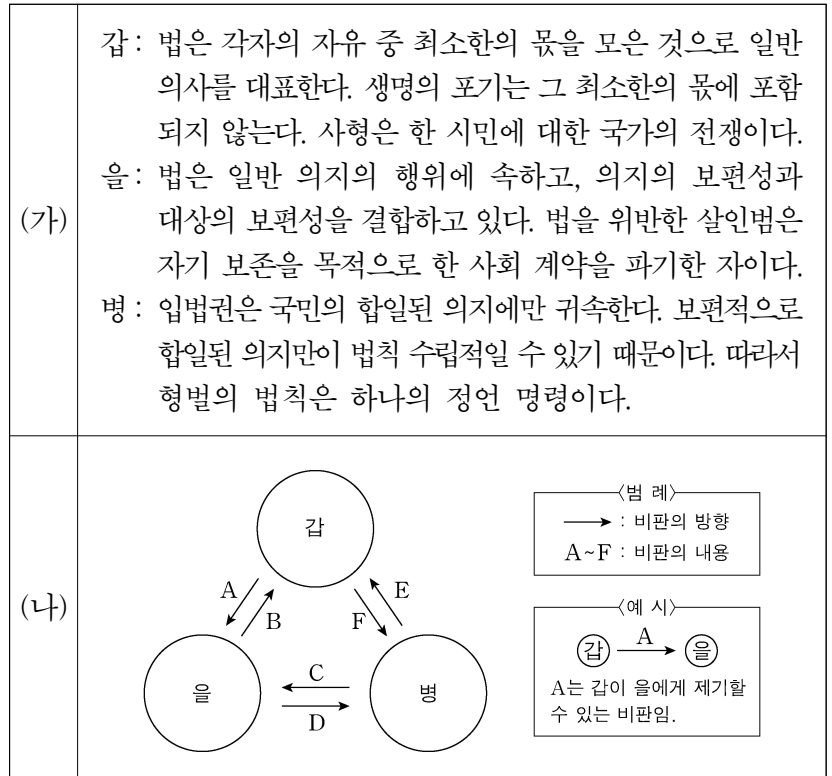 (가)
갑 : 법은 각자의 자유 중 최소한의 몫을 모은 것으로 일반
의사를 대표한다. 생명의 포기는 그 최소한의 몫에 포함
되지 않는다. 사형은 한 시민에 대한 국가의 전쟁이다.
을 : 법은 일반 의지의 행위에 속하고, 의지의 보편성과
대상의 보편성을 결합하고 있다. 법을 위반한 살인범은
자기 보존을 목적으로 한 사회 계약을 파기한 자이다.
병 : 입법권은 국민의 합일된 의지에만 귀속한다. 보편적으로
합일된 의지만이 법칙 수립적일 수 있기 때문이다. 따라서
형벌의 법칙은 하나의 정언 명령이다.
(나)
갑
A
B
F
E
을
C
D
병
〈범 례〉
→ : 비판의 방향
A~F : 비판의 내용
〈예 시〉
갑 A → 을
A는 갑이 을에게 제기할
수 있는 비판임.